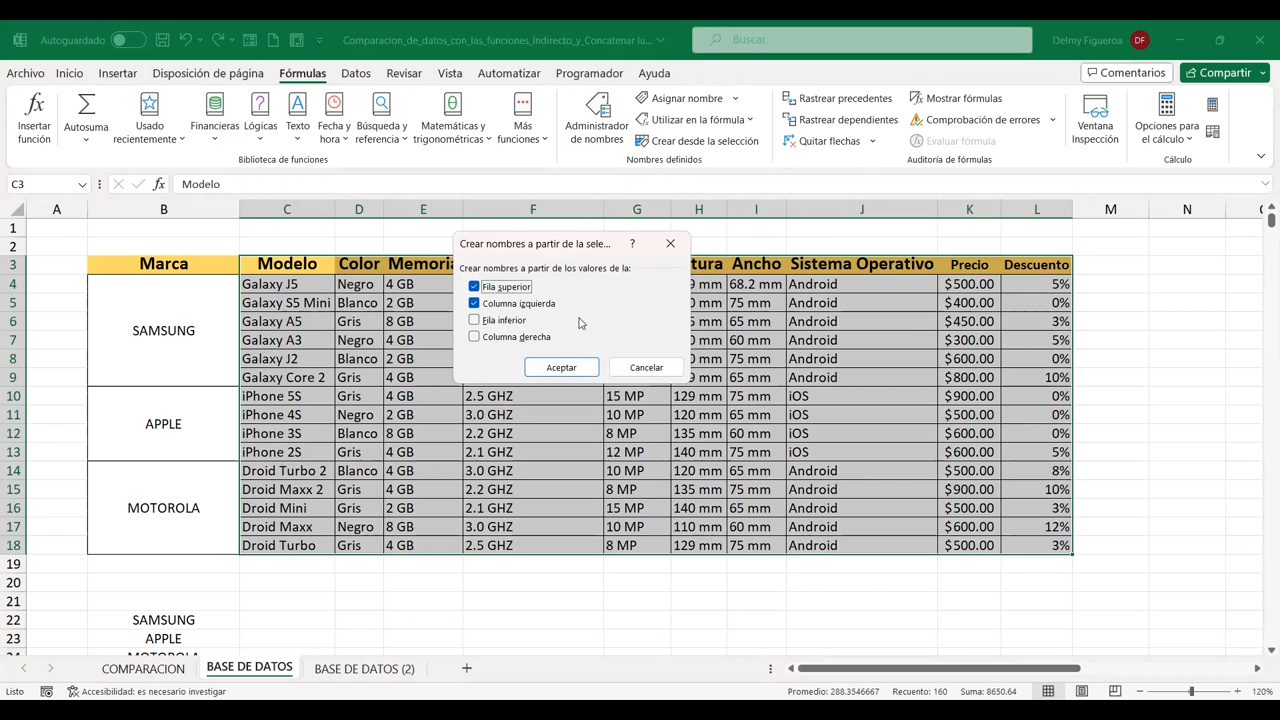 Autoguardado
Comparacion_de_datos_con_las_funciones_Indirecto_y_Concatenar lu...
Buscar
Delmy Figueroa
DF
Archivo Inicio Insertar Disposición de página Fórmulas Datos Revisar Vista Automatizar Programador Ayuda
Comentarios
Compartir
Insertar función
Autosuma
Usado recientemente
Financieras
Lógicas
Texto
Fecha y hora
Búsqueda y referencia
Matemáticas y trigonométricas
Más funciones
Biblioteca de funciones
Administrador de nombres
Asignar nombre
Utilizar en la fórmula
Crear desde la selección
Nombres definidos
Rastrear precedentes
Rastrear dependientes
Quitar flechas
Mostrar fórmulas
Comprobación de errores
Evaluar fórmula
Auditoría de fórmulas
Ventana Inspección
Opciones para el cálculo
Cálculo
C3
fx
Modelo
A B C D E F G H I J K L M N
1
2
3 Marca Modelo Color Memoria tura Ancho Sistema Operativo Precio Descuento
4 Galaxy J5 Negro 4 GB 9 mm 68.2 mm Android $500.00 5%
5 Galaxy S5 Mini Blanco 2 GB 0 mm 75 mm Android $400.00 0%
6 SAMSUNG Galaxy A5 Gris 8 GB 5 mm 65 mm Android $450.00 3%
7 Galaxy A3 Negro 4 GB 0 mm 75 mm Android $300.00 5%
8 Galaxy J2 Blanco 2 GB 0 mm 75 mm Android $600.00 0%
9 Galaxy Core 2 Gris 4 GB mm 65 mm Android $800.00 10%
10 iPhone 5S Gris 4 GB 2.5 GHZ 15 MP 129 mm 75 mm iOS $900.00 0%
11 APPLE iPhone 4S Negro 2 GB 3.0 GHZ 10 MP 120 mm 65 mm iOS $500.00 0%
12 iPhone 3S Blanco 8 GB 2.2 GHZ 8 MP 135 mm 60 mm iOS $600.00 0%
13 iPhone 2S Gris 4 GB 2.1 GHZ 12 MP 140 mm 65 mm iOS $600.00 5%
14 Droid Turbo 2 Blanco 4 GB 3.0 GHZ 10 MP 120 mm 65 mm Android $500.00 8%
15 Droid Maxx 2 Gris 4 GB 2.2 GHZ 8 MP 135 mm 75 mm Android $900.00 10%
16 MOTOROLA Droid Mini Gris 2 GB 2.1 GHZ 15 MP 140 mm 65 mm Android $500.00 3%
17 Droid Maxx Negro 8 GB 3.0 GHZ 10 MP 110 mm 60 mm Android $600.00 12%
18 Droid Turbo Gris 4 GB 2.5 GHZ 8 MP 129 mm 75 mm Android $500.00 3%
19
20
21
22 SAMSUNG
23 APPLE
Crear nombres a partir de la sele... ?
Crear nombres a partir de los valores de la:
Fila superior
Columna izquierda
Fila inferior
Columna derecha
Aceptar Cancelar
COMPARACION BASE DE DATOS BASE DE DATOS (2)
Listo
Accesibilidad: es necesario investigar
Promedio: 288.3546667 Recuento: 160 Suma: 8650.64
120%